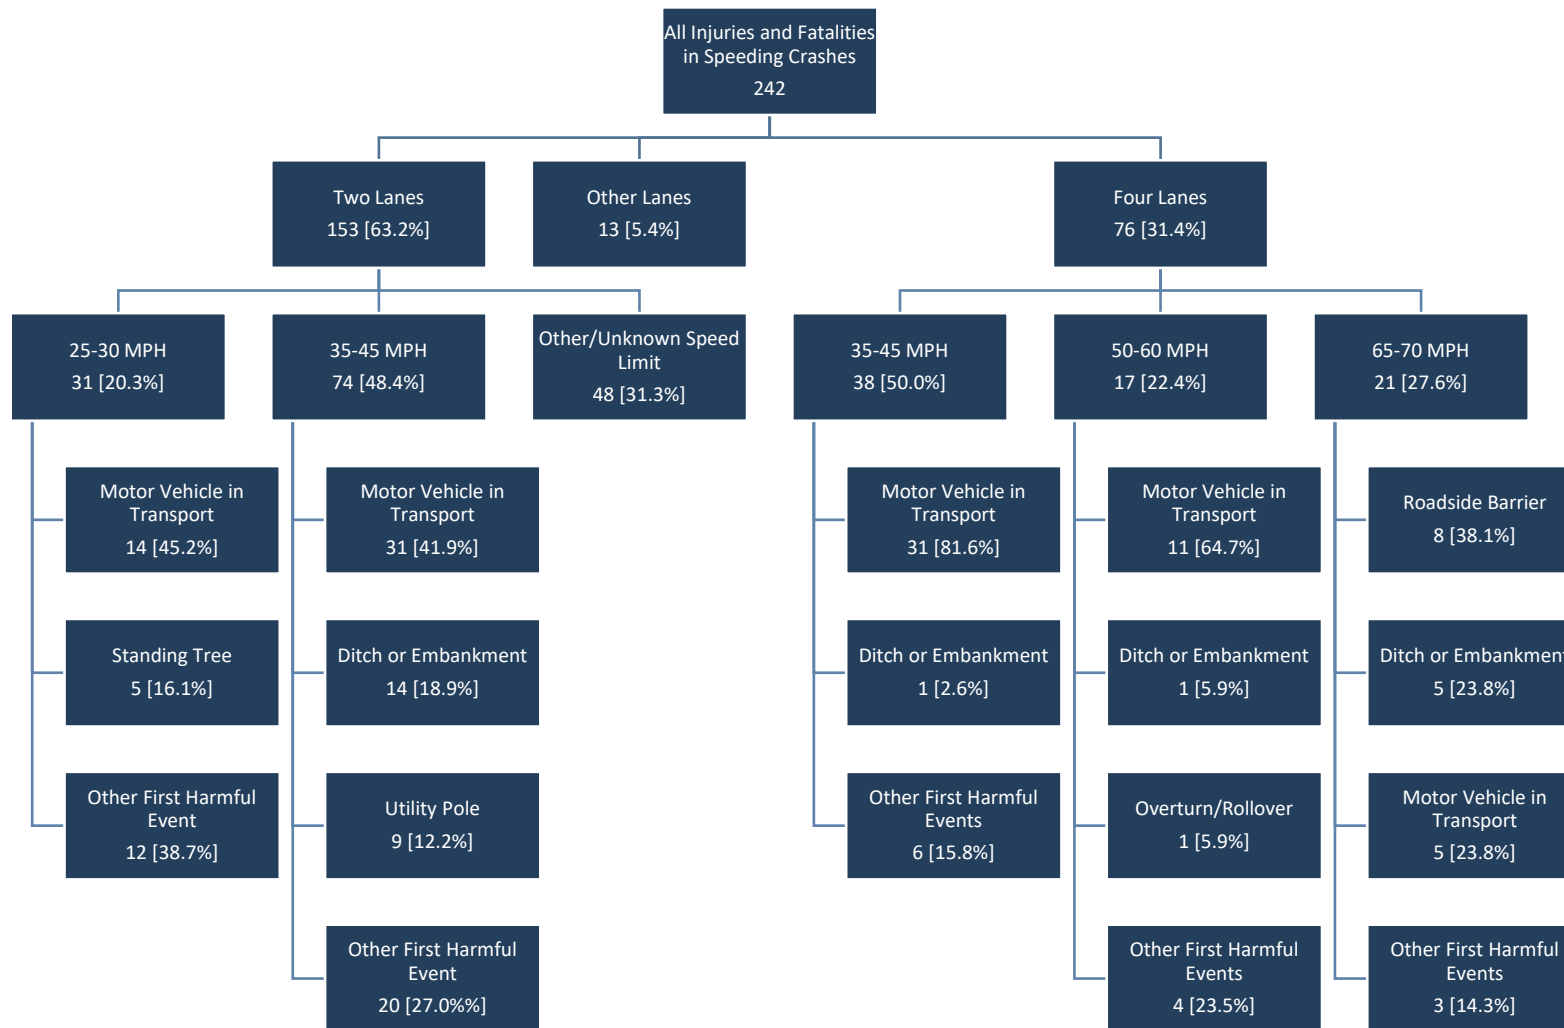 All Injuries and Fatalities
in Speeding Crashes
242
Two Lanes
153 [63.2%]
Other Lanes
13 [5.4%]
Four Lanes
76 [31.4%]
25-30 MPH
31 [20.3%]
35-45 MPH
74 [48.4%]
Other/Unknown Speed
Limit
48 [31.3%]
35-45 MPH
38 [50.0%]
50-60 MPH
17 [22.4%]
65-70 MPH
21 [27.6%]
Motor Vehicle in
Transport
14 [45.2%]
Motor Vehicle in
Transport
31 [41.9%]
Motor Vehicle in
Transport
31 [81.6%]
Motor Vehicle in
Transport
11 [64.7%]
Roadside Barrier
8 [38.1%]
Standing Tree
5 [16.1%]
Ditch or Embankment
14 [18.9%]
Ditch or Embankment
1 [2.6%]
Ditch or Embankment
1 [5.9%]
Ditch or Embankment
5 [23.8%]
Other First Harmful
Event
12 [38.7%]
Utility Pole
9 [12.2%]
Other First Harmful
Events
6 [15.8%]
Overturn/Rollover
1 [5.9%]
Motor Vehicle in
Transport
5 [23.8%]
Other First Harmful
Event
20 [27.0%%]
Other First Harmful
Events
4 [23.5%]
Other First Harmful
Events
3 [14.3%]